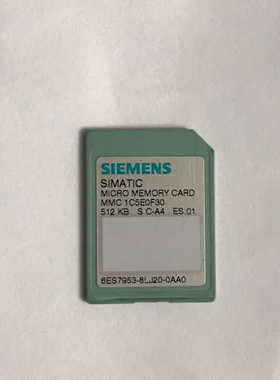 SIEMENS
SIMATIC
MICRO MEMORY CARD
MMC 1C5E0F30
512 KB S C-A4 ES:01
6ES7953-8LJ20-0AA0